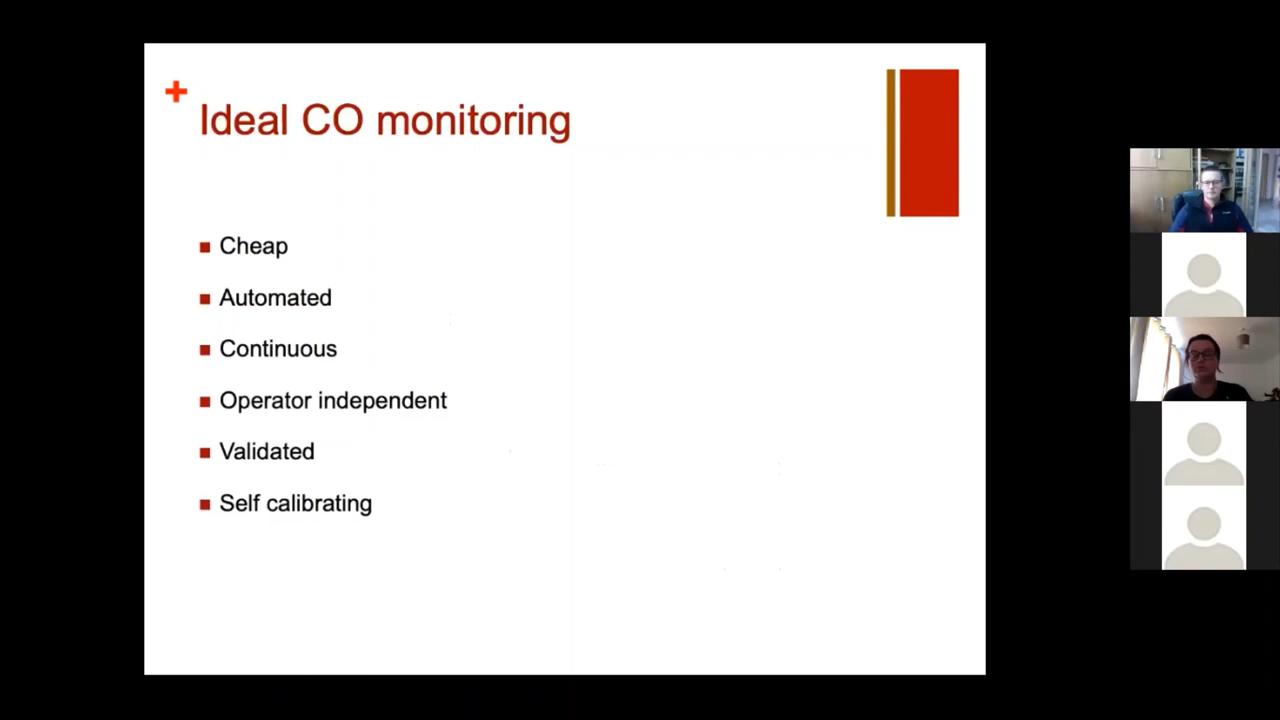 Ideal CO monitoring
Cheap
Automated
Continuous
Operator independent
Validated
Self calibrating